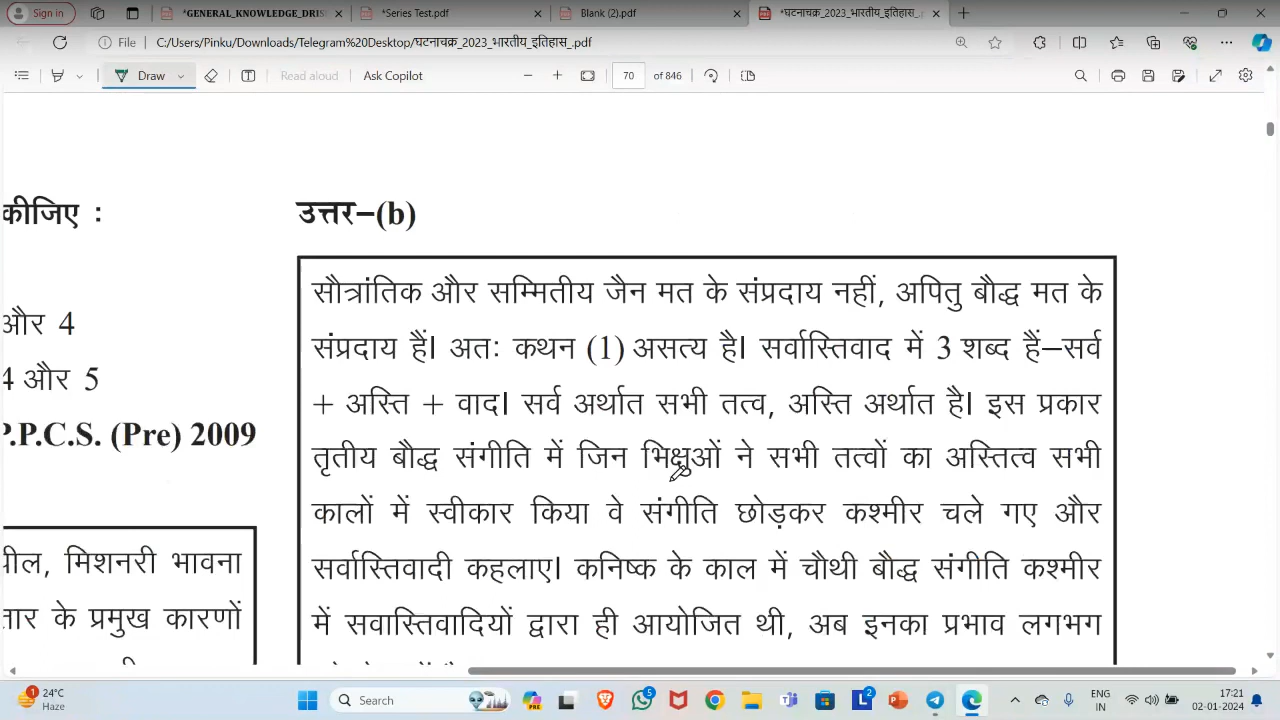 Sign in
*GENERAL_KNOWLEDGE_DRIS
*Series Test.pdf
Blank (2).pdf
*घटनाचक्र_2023_भारतीय_इतिहास_.p
File
C:/Users/Pinku/Downloads/Telegram%20Desktop/घटनाचक्र_2023_भारतीय_इतिहास_.pdf
Draw
Read aloud
Ask Copilot
70 of 846
कीजिए :
और 4
4 और 5
P.P.C.S. (Pre) 2009
मिशनरी भावना
के प्रमुख कारणों
उत्तर–(b)
सौत्रांतिक और सम्मितीय जैन मत के संप्रदाय नहीं, अपितु बौद्ध मत के
संप्रदाय हैं। अतः कथन (1) असत्य है। सर्वास्तिवाद में 3 शब्द हैं–सर्व
+ अस्ति + वाद। सर्व अर्थात सभी तत्व, अस्ति अर्थात है। इस प्रकार
तृतीय बौद्ध संगीति में जिन भिक्षुओं ने सभी तत्वों का अस्तित्व सभी
कालों में स्वीकार किया वे संगीति छोड़कर कश्मीर चले गए और
सर्वास्तिवादी कहलाए। कनिष्क के काल में चौथी बौद्ध संगीति कश्मीर
में सवास्तिवादियों द्वारा ही आयोजित थी, अब इनका प्रभाव लगभग
1
24°C
Haze
Search
5
2
ENG
IN
17:21
02-01-2024